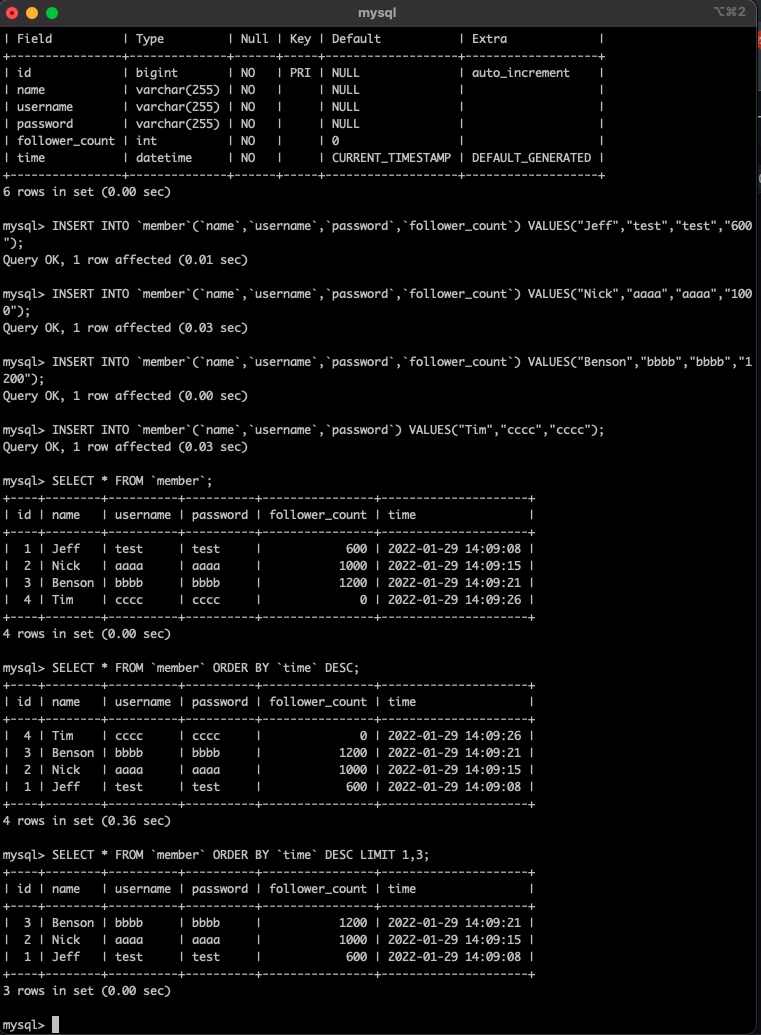 mysql
⌥⌘2
| Field          | Type         | Null | Key | Default           | Extra             |
+----------------+--------------+------+-----+-------------------+-------------------+
| id             | bigint       | NO   | PRI | NULL              | auto_increment    |
| name           | varchar(255) | NO   |     | NULL              |                   |
| username       | varchar(255) | NO   |     | NULL              |                   |
| password       | varchar(255) | NO   |     | NULL              |                   |
| follower_count | int          | NO   |     | 0                 |                   |
| time           | datetime     | NO   |     | CURRENT_TIMESTAMP | DEFAULT_GENERATED |
+----------------+--------------+------+-----+-------------------+-------------------+
6 rows in set (0.00 sec)
mysql> INSERT INTO `member`(`name`,`username`,`password`,`follower_count`) VALUES("Jeff","test","test","600
");
Query OK, 1 row affected (0.01 sec)
mysql> INSERT INTO `member`(`name`,`username`,`password`,`follower_count`) VALUES("Nick","aaaa","aaaa","100
0");
Query OK, 1 row affected (0.03 sec)
mysql> INSERT INTO `member`(`name`,`username`,`password`,`follower_count`) VALUES("Benson","bbbb","bbbb","1
200");
Query OK, 1 row affected (0.00 sec)
mysql> INSERT INTO `member`(`name`,`username`,`password`) VALUES("Tim","cccc","cccc");
Query OK, 1 row affected (0.03 sec)
mysql> SELECT * FROM `member`;
+----+--------+----------+----------+----------------+---------------------+
| id | name   | username | password | follower_count | time                |
+----+--------+----------+----------+----------------+---------------------+
|  1 | Jeff   | test     | test     |            600 | 2022-01-29 14:09:08 |
|  2 | Nick   | aaaa     | aaaa     |           1000 | 2022-01-29 14:09:15 |
|  3 | Benson | bbbb     | bbbb     |           1200 | 2022-01-29 14:09:21 |
|  4 | Tim    | cccc     | cccc     |              0 | 2022-01-29 14:09:26 |
+----+--------+----------+----------+----------------+---------------------+
4 rows in set (0.00 sec)
mysql> SELECT * FROM `member` ORDER BY `time` DESC;
+----+--------+----------+----------+----------------+---------------------+
| id | name   | username | password | follower_count | time                |
+----+--------+----------+----------+----------------+---------------------+
|  4 | Tim    | cccc     | cccc     |              0 | 2022-01-29 14:09:26 |
|  3 | Benson | bbbb     | bbbb     |           1200 | 2022-01-29 14:09:21 |
|  2 | Nick   | aaaa     | aaaa     |           1000 | 2022-01-29 14:09:15 |
|  1 | Jeff   | test     | test     |            600 | 2022-01-29 14:09:08 |
+----+--------+----------+----------+----------------+---------------------+
4 rows in set (0.36 sec)
mysql> SELECT * FROM `member` ORDER BY `time` DESC LIMIT 1,3;
+----+--------+----------+----------+----------------+---------------------+
| id | name   | username | password | follower_count | time                |
+----+--------+----------+----------+----------------+---------------------+
|  3 | Benson | bbbb     | bbbb     |           1200 | 2022-01-29 14:09:21 |
|  2 | Nick   | aaaa     | aaaa     |           1000 | 2022-01-29 14:09:15 |
|  1 | Jeff   | test     | test     |            600 | 2022-01-29 14:09:08 |
+----+--------+----------+----------+----------------+---------------------+
3 rows in set (0.00 sec)
mysql>